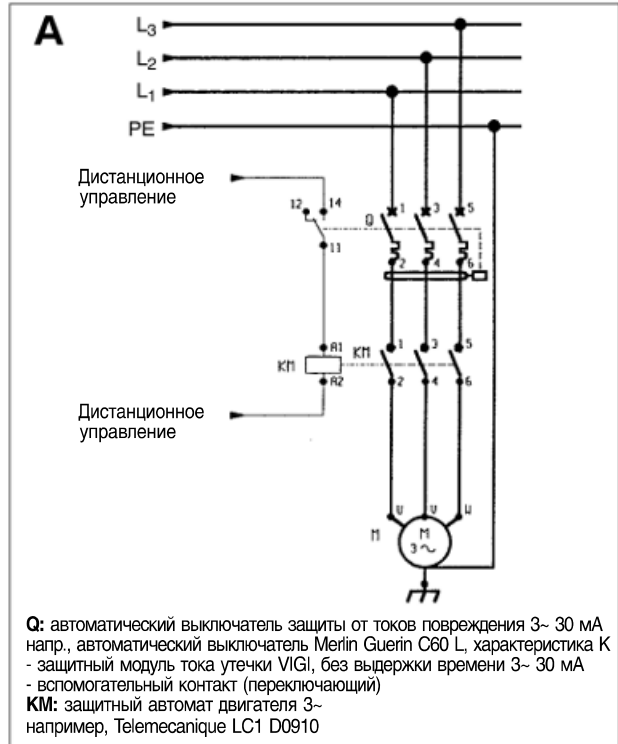 A
L3
L2
L1
PE
Дистанционное
управление
12
14
Q
1
3
5
11
2
4
6
A1
КМ
КМ
1
3
5
A2
2
4
6
Дистанционное
управление
U
V
W
М
М
3 ~
Q: автоматический выключатель защиты от токов повреждения 3~ 30 мА
напр., автоматический выключатель Merlin Guerin C60 L, характеристика K
- защитный модуль тока утечки VIGI, без выдержки времени 3~ 30 мА
- вспомогательный контакт (переключающий)
КМ: защитный автомат двигателя 3~
например, Telemecanique LC1 D0910